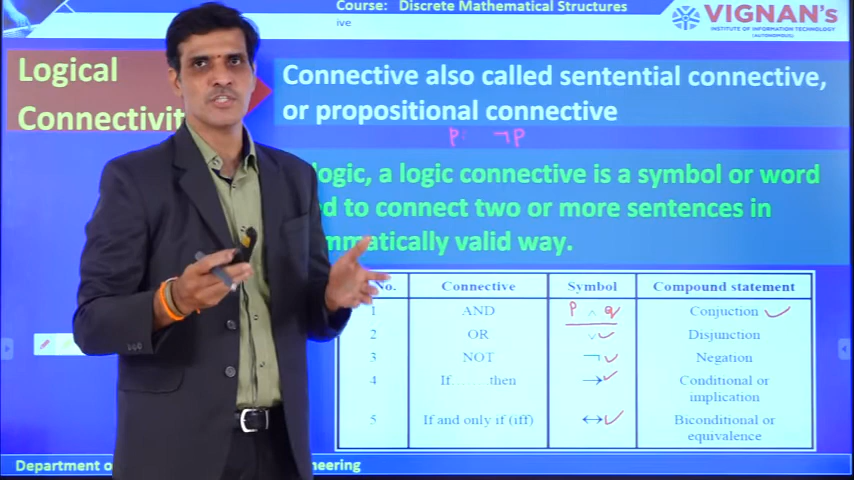 Course: Discrete Mathematical Structures
ive
VIGNAN's
INSTITUTE OF INFORMATION TECHNOLOGY
(AUTONOMOUS)
Logical
Connectivit
Connective also called sentential connective,
or propositional connective
P ¬P
logic, a logic connective is a symbol or word
d to connect two or more sentences in
mmatically valid way.
No. Connective Symbol Compound statement
1 AND P ∧ Q Conjuction
2 OR ∨ Disjunction
3 NOT ¬ Negation
4 If........then → Conditional or
implication
5 If and only if (iff) ↔ Biconditional or
equivalence
Department o ineering